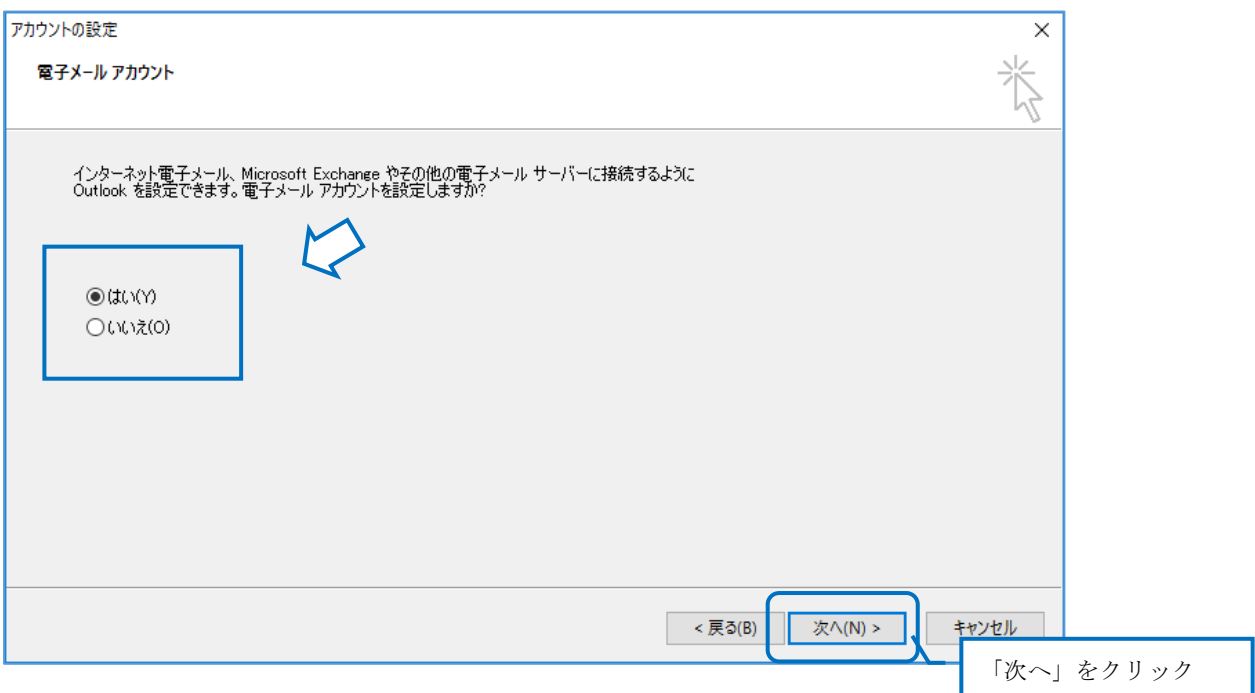 アカウントの設定
電子メール アカウント
インターネット電子メール、Microsoft Exchange やその他の電子メール サーバーに接続するように
Outlook を設定できます。電子メール アカウントを設定しますか?
はい(Y)
いいえ(O)
< 戻る(B)
次へ(N) >
キャンセル
「次へ」をクリック